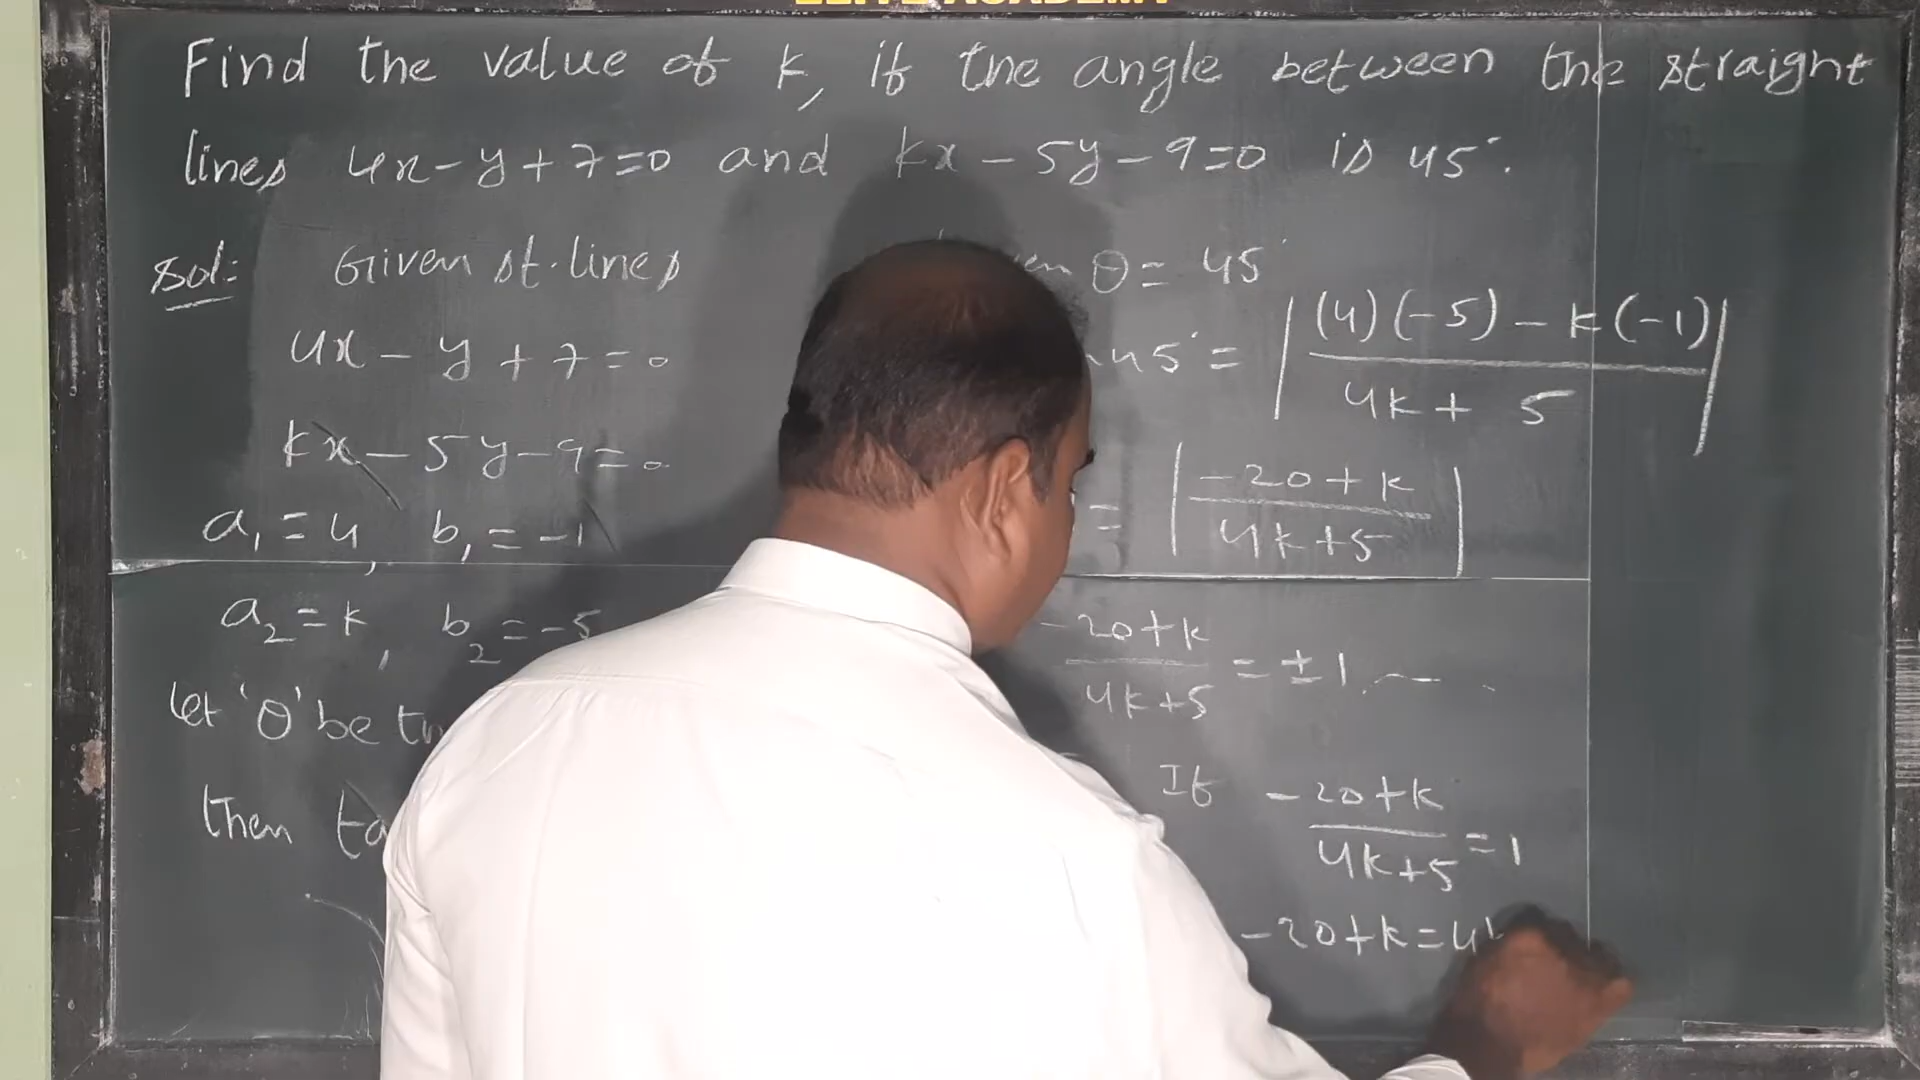 ELITE ACADEMY
Find the value of k, if the angle between the straight
lines 4x - y + 7 = 0 and kx - 5y - 9 = 0 is 45°.
Sol:
Given st. lines
4x - y + 7 = 0
kx - 5y - 9 = 0
a₁ = 4, b₁ = -1
a₂ = k, b₂ = -5
let 'θ' be
then
θ = 45°
45° = | (4)(-5) - k(-1) / 4k + 5 |
= | -20 + k / 4k + 5 |
-20 + k / 4k + 5 = ± 1
If -20 + k / 4k + 5 = 1
-20 + k = 4